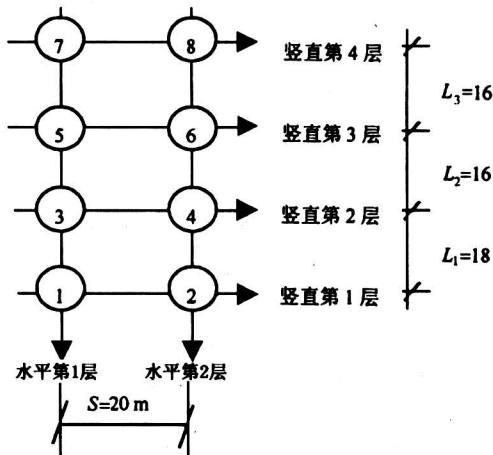 7 8 竖直第4层
L₃=16
5 6 竖直第3层
L₂=16
3 4 竖直第2层
L₁=18
1 2 竖直第1层
水平第1层 水平第2层
S=20 m